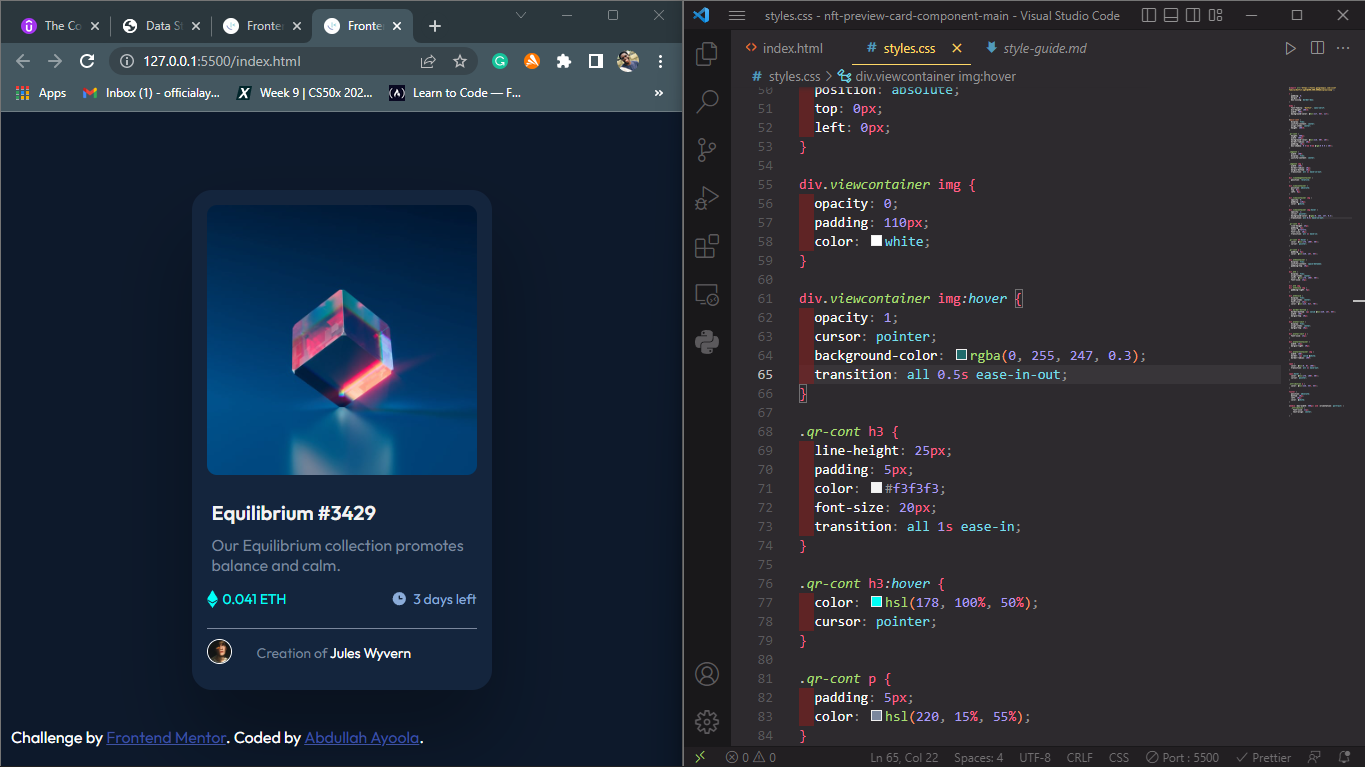 The Co
Data S
Fronte
Fronte
127.0.0.1:5500/index.html
Apps
Inbox (1) - officialay...
Week 9 | CS50x 202...
Learn to Code — F...
»
Equilibrium #3429
Our Equilibrium collection promotes
balance and calm.
0.041 ETH
3 days left
Creation of Jules Wyvern
Challenge by Frontend Mentor. Coded by Abdullah Ayoola.
styles.css - nft-preview-card-component-main - Visual Studio Code
index.html
# styles.css
style-guide.md
# styles.css > div.viewcontainer img:hover
50 position: absolute;
51 top: 0px;
52 left: 0px;
53 }
54
55 div.viewcontainer img {
56 opacity: 0;
57 padding: 110px;
58 color: white;
59 }
60
61 div.viewcontainer img:hover {
62 opacity: 1;
63 cursor: pointer;
64 background-color: rgba(0, 255, 247, 0.3);
65 transition: all 0.5s ease-in-out;
66 }
67
68 .qr-cont h3 {
69 line-height: 25px;
70 padding: 5px;
71 color: #f3f3f3;
72 font-size: 20px;
73 transition: all 1s ease-in;
74 }
75
76 .qr-cont h3:hover {
77 color: hsl(178, 100%, 50%);
78 cursor: pointer;
79 }
80
81 .qr-cont p {
82 padding: 5px;
83 color: hsl(220, 15%, 55%);
84 }
0 0
Ln 65, Col 22
Spaces: 4
UTF-8
CRLF
CSS
Port : 5500
Prettier